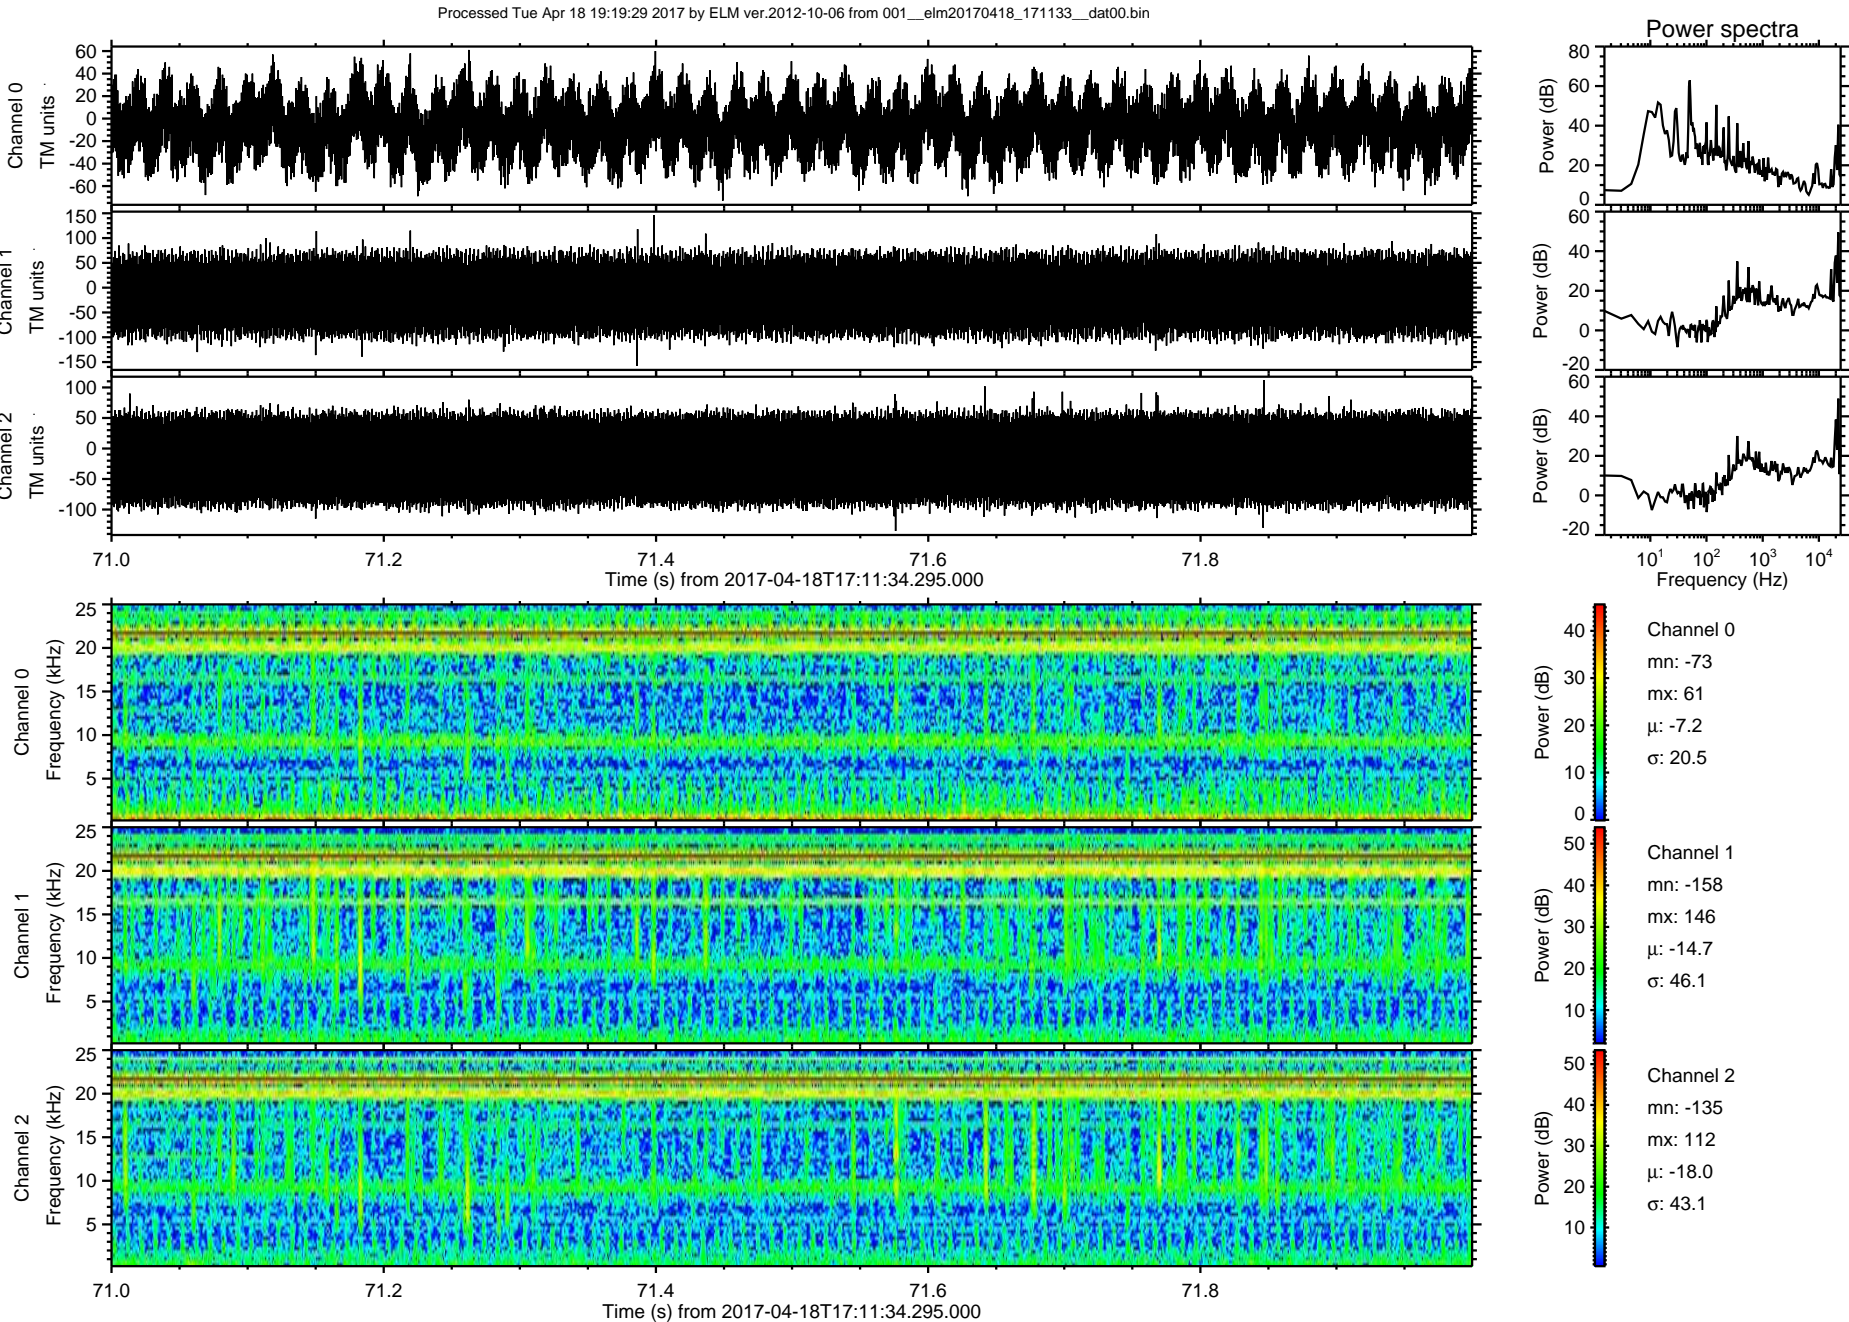 Processed Tue Apr 18 19:19:29 2017 by ELM ver.2012-10-06 from 001__elm20170418_171133__dat00.bin
Power spectra
Channel 0
TM units
60
40
20
0
-20
-40
-60
Power (dB)
80
60
40
20
0
Channel 1
TM units
150
100
50
0
-50
-100
-150
Power (dB)
60
40
20
0
-20
Channel 2
TM units
100
50
0
-50
-100
Power (dB)
60
40
20
0
-20
71.0 71.2 71.4 71.6 71.8
Time (s) from 2017-04-18T17:11:34.295.000
10^1 10^2 10^3 10^4
Frequency (Hz)
Channel 0
Frequency (kHz)
25
20
15
10
5
Power (dB)
40
30
20
10
0
Channel 0
mn: -73
mx: 61
μ: -7.2
σ: 20.5
Channel 1
Frequency (kHz)
25
20
15
10
5
Power (dB)
50
40
30
20
10
Channel 1
mn: -158
mx: 146
μ: -14.7
σ: 46.1
Channel 2
Frequency (kHz)
25
20
15
10
5
Power (dB)
50
40
30
20
10
Channel 2
mn: -135
mx: 112
μ: -18.0
σ: 43.1
71.0 71.2 71.4 71.6 71.8
Time (s) from 2017-04-18T17:11:34.295.000